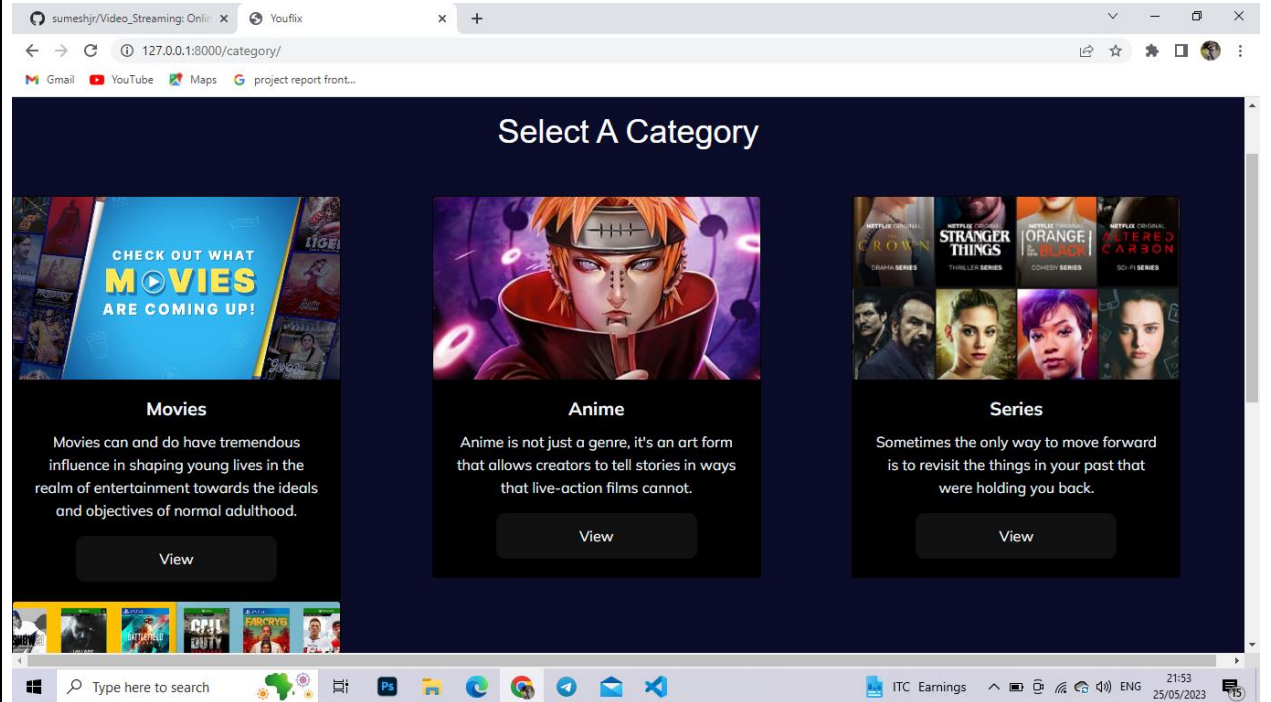 sumeshjr/Video_Streaming: Onlin
Youflix
127.0.0.1:8000/category/
Gmail
YouTube
Maps
project report front...
Select A Category
CHECK OUT WHAT
MOVIES
ARE COMING UP!
LIGER
NETFLIX ORIGINAL
CROWN
DRAMA SERIES
NETFLIX ORIGINAL
STRANGER
THINGS
THRILLER SERIES
NETFLIX ORIGINAL
ORANGE
BLACK
COMEDY SERIES
NETFLIX ORIGINAL
ALTERED
CARBON
SCI-FI SERIES
Movies
Movies can and do have tremendous
influence in shaping young lives in the
realm of entertainment towards the ideals
and objectives of normal adulthood.
View
Anime
Anime is not just a genre, it's an art form
that allows creators to tell stories in ways
that live-action films cannot.
View
Series
Sometimes the only way to move forward
is to revisit the things in your past that
were holding you back.
View
BATTLEFIELD
CALL
DUTY
FARCRY6
Type here to search
Ps
ITC Earnings
ENG
21:53
25/05/2023
15